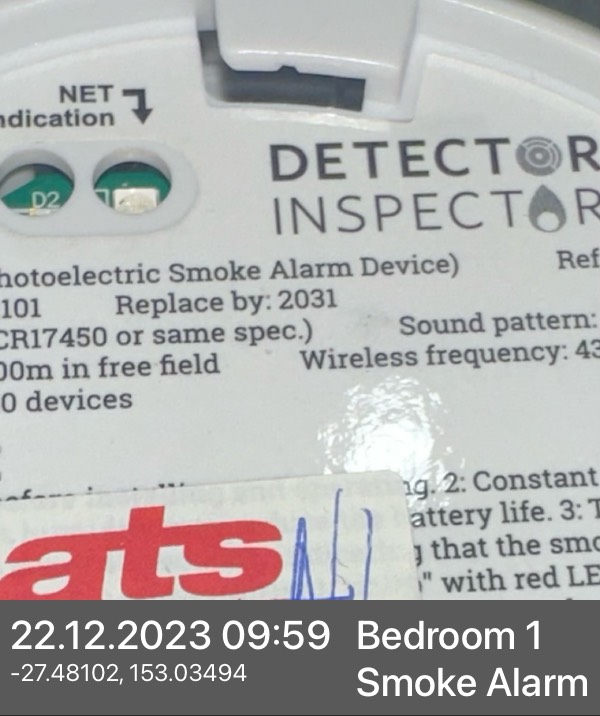 NET
ndication
D2
DETECTOR
INSPECTOR
hotoelectric Smoke Alarm Device) Ref
101 Replace by: 2031
CR17450 or same spec.) Sound pattern:
00m in free field Wireless frequency: 43
0 devices
ng. 2: Constant
attery life. 3: T
that the smo
" with red LE
ats
22.12.2023 09:59 Bedroom 1
-27.48102, 153.03494 Smoke Alarm